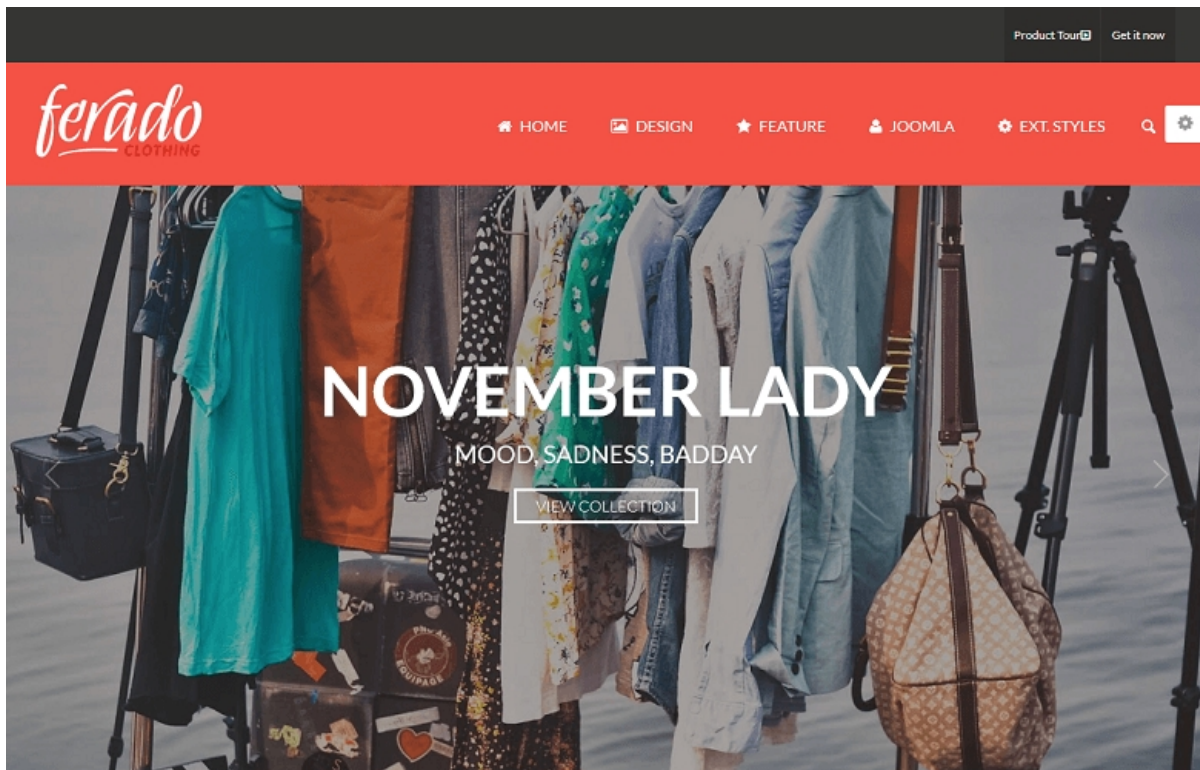 Product Tour Get it now
ferado
CLOTHING
HOME DESIGN FEATURE JOOMLA EXT. STYLES
NOVEMBER LADY
MOOD, SADNESS, BADDAY
VIEW COLLECTION
EQUIPAGE